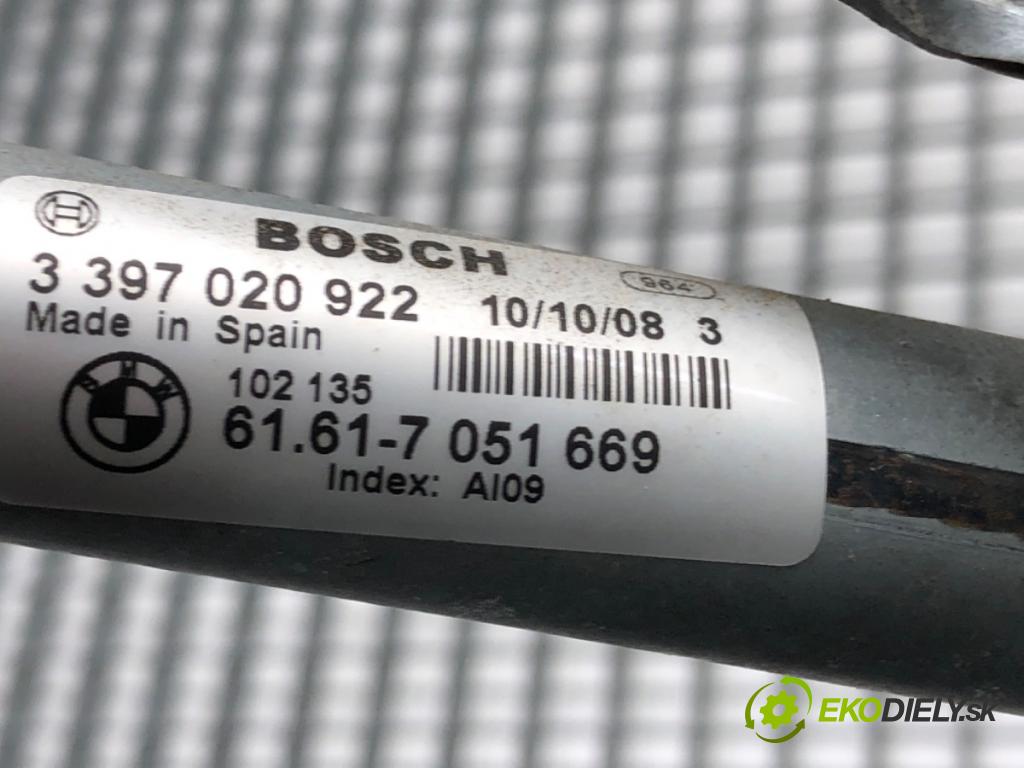 BOSCH
964
3 397 020 922 10/10/08 3
Made in Spain
BMW
102 135
61.61-7 051 669
Index: AI09
EKODIELY.sk